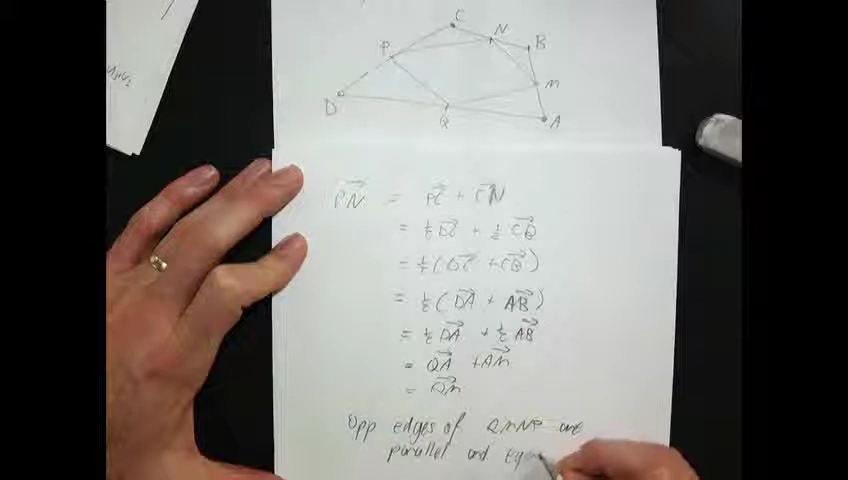 C
N
B
P
M
D
Q
A
PN = PC + CN
= ½ DC + ½ CB
= ½ ( DC + CB )
= ½ ( DA + AB )
= ½ DA + ½ AB
= QA + AM
= QM
Opp edges of QMNP are
parallel and equ